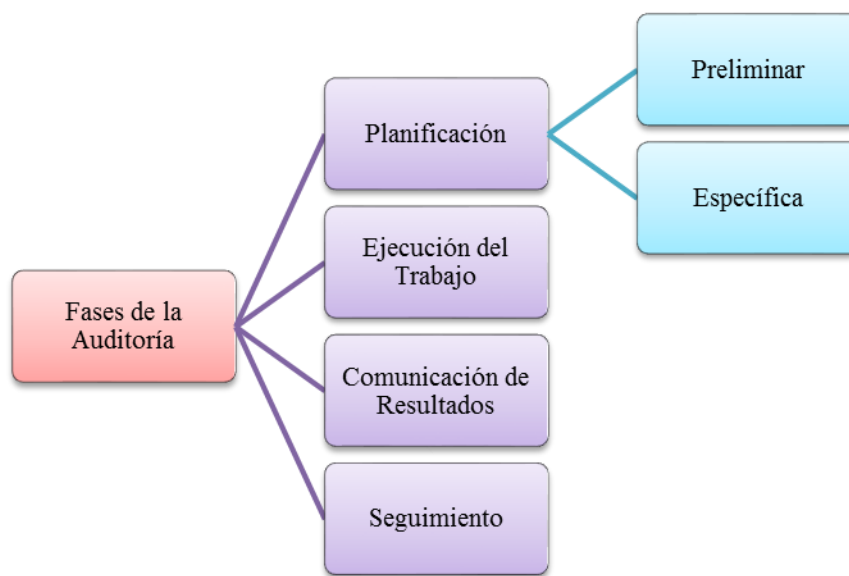 Fases de la
Auditoría
Planificación
Preliminar
Específica
Ejecución del
Trabajo
Comunicación de
Resultados
Seguimiento